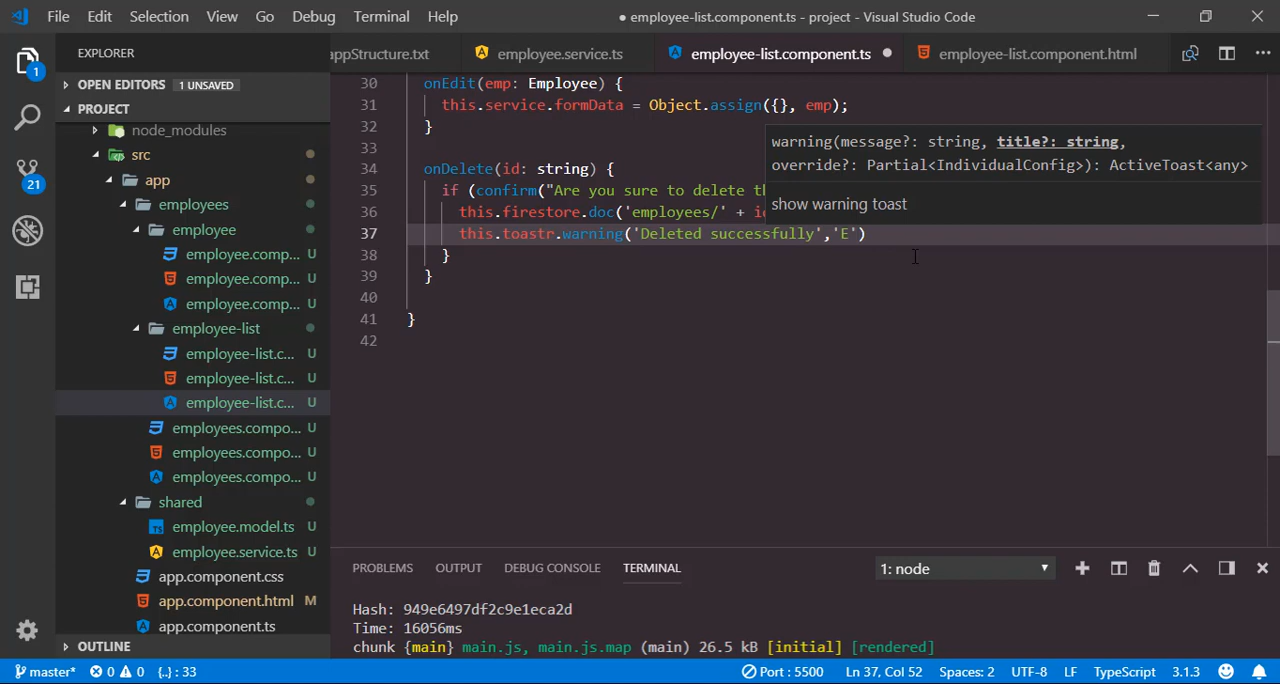 File Edit Selection View Go Debug Terminal Help
● employee-list.component.ts - project - Visual Studio Code
EXPLORER
appStructure.txt employee.service.ts employee-list.component.ts employee-list.component.html
1
OPEN EDITORS 1 UNSAVED
PROJECT
node_modules
src
app
employees
employee
employee.comp... U
employee.comp... U
employee.comp... U
employee-list
employee-list.c... U
employee-list.c... U
employee-list.c... U
employees.compo... U
employees.compo... U
employees.compo... U
shared
employee.model.ts U
employee.service.ts U
app.component.css
app.component.html M
app.component.ts
OUTLINE
21
30 onEdit(emp: Employee) {
31 this.service.formData = Object.assign({}, emp);
32 }
33
34 onDelete(id: string) {
35 if (confirm("Are you sure to delete th
36 this.firestore.doc('employees/' + i
37 this.toastr.warning('Deleted successfully','E')
38 }
39 }
40
41 }
42
warning(message?: string, title?: string,
override?: Partial<IndividualConfig>): ActiveToast<any>
show warning toast
PROBLEMS OUTPUT DEBUG CONSOLE TERMINAL 1: node
Hash: 949e6497df2c9e1eca2d
Time: 16056ms
chunk {main} main.js, main.js.map (main) 26.5 kB [initial] [rendered]
master* 0 0 {..} : 33 Port : 5500 Ln 37, Col 52 Spaces: 2 UTF-8 LF TypeScript 3.1.3